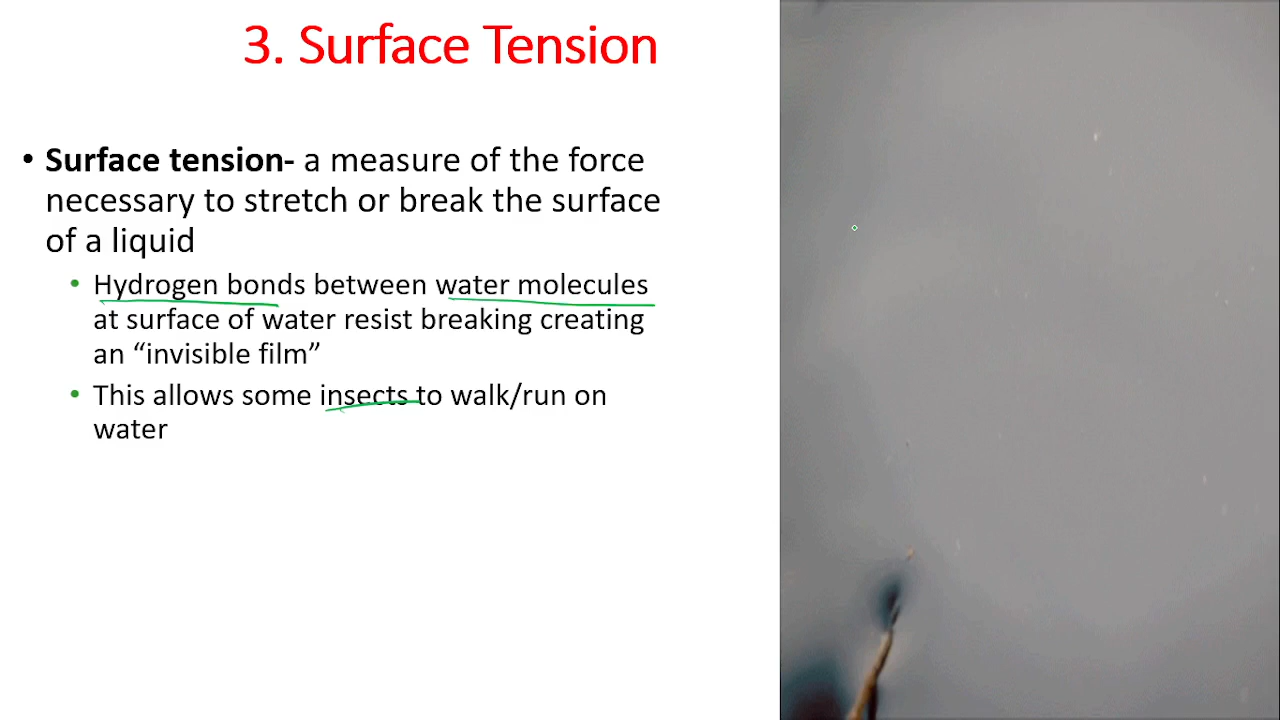 3. Surface Tension
• Surface tension- a measure of the force
necessary to stretch or break the surface
of a liquid
• Hydrogen bonds between water molecules
at surface of water resist breaking creating
an “invisible film”
• This allows some insects to walk/run on
water